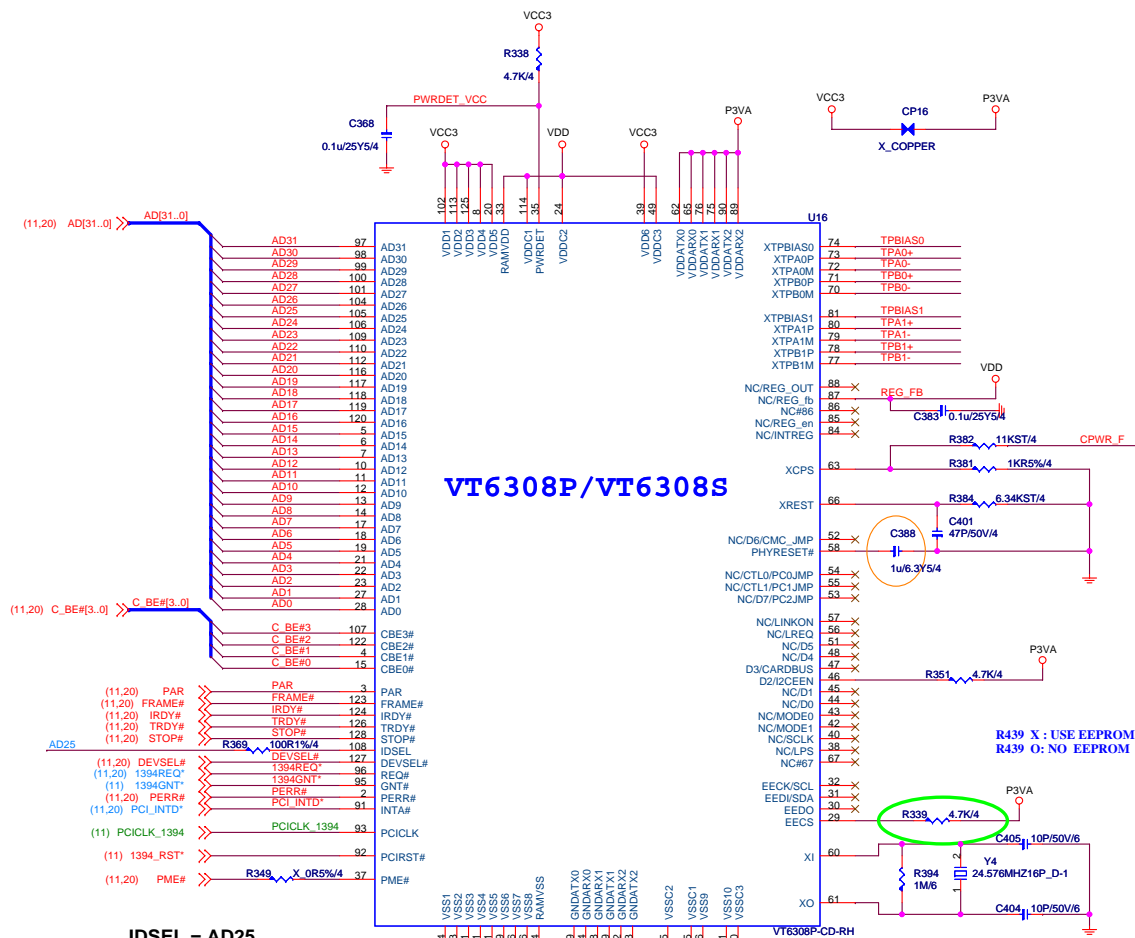 VCC3
R338
4.7K/4
PWRDET_VCC
C368
0.1u/25Y5/4
VCC3
VDD
VCC3
P3VA
VCC3
CP16
P3VA
X_COPPER
102
113
125
8
20
33
114
35
24
39
49
62
65
76
75
90
89
U16
VDD1
VDD2
VDD3
VDD4
VDD5
RAMVDD
VDDC1
PWRDET
VDDC2
VDD6
VDDC3
VDDATX0
VDDARX0
VDDATX1
VDDARX1
VDDATX2
VDDARX2
(11,20) AD[31..0] AD[31..0]
AD31 97 AD31
AD30 98 AD30
AD29 99 AD29
AD28 100 AD28
AD27 101 AD27
AD26 104 AD26
AD25 105 AD25
AD24 106 AD24
AD23 109 AD23
AD22 110 AD22
AD21 112 AD21
AD20 116 AD20
AD19 117 AD19
AD18 118 AD18
AD17 119 AD17
AD16 120 AD16
AD15 5 AD15
AD14 6 AD14
AD13 7 AD13
AD12 10 AD12
AD11 11 AD11
AD10 12 AD10
AD9 13 AD9
AD8 14 AD8
AD7 17 AD7
AD6 18 AD6
AD5 19 AD5
AD4 21 AD4
AD3 22 AD3
AD2 23 AD2
AD1 27 AD1
AD0 28 AD0
(11,20) C_BE#[3..0] C_BE#[3..0]
C_BE#3 107 CBE3#
C_BE#2 122 CBE2#
C_BE#1 4 CBE1#
C_BE#0 15 CBE0#
(11,20) PAR PAR 3 PAR
(11,20) FRAME# FRAME# 123 FRAME#
(11,20) IRDY# IRDY# 124 IRDY#
(11,20) TRDY# TRDY# 126 TRDY#
(11,20) STOP# STOP# 128 STOP#
AD25 R369 100R1%/4 108 IDSEL
(11,20) DEVSEL# DEVSEL# 127 DEVSEL#
(11,20) 1394REQ* 1394REQ* 96 REQ#
(11) 1394GNT* 1394GNT* 95 GNT#
(11,20) PERR# PERR# 2 PERR#
(11,20) PCI_INTD* PCI_INTD* 91 INTA#
(11) PCICLK_1394 PCICLK_1394 93 PCICLK
(11) 1394_RST* 92 PCIRST#
(11,20) PME# R349 X_0R5%/4 37 PME#
VT6308P/VT6308S
XTPBIAS0 74 TPBIAS0
XTPA0P 73 TPA0+
XTPA0M 72 TPA0-
XTPB0P 71 TPB0+
XTPB0M 70 TPB0-
XTPBIAS1 81 TPBIAS1
XTPA1P 80 TPA1+
XTPA1M 79 TPA1-
XTPB1P 78 TPB1+
XTPB1M 77 TPB1-
VDD
NC/REG_OUT 88
NC/REG_fb 87 REG_FB
NC#86 86
C383 0.1u/25Y5/4
NC/REG_en 85
NC/INTREG 84
R382 11KST/4 CPWR_F
XCPS 63 R381 1KR5%/4
XREST 66 R384 6.34KST/4
C401
47P/50V/4
NC/D6/CMC_JMP 52
C388
PHYRESET# 58
1u/6.3Y5/4
NC/CTL0/PC0JMP 54
NC/CTL1/PC1JMP 55
NC/D7/PC2JMP 53
NC/LINKON 57
NC/LREQ 56
NC/D5 51
NC/D4 48
D3/CARDBUS 47
P3VA
D2/I2CEEN 46 R351 4.7K/4
NC/D1 45
NC/D0 44
NC/MODE0 43
NC/MODE1 42
NC/SCLK 40
NC/LPS 38
NC#67 67
R439 X : USE EEPROM
R439 O: NO EEPROM
EECK/SCL 32
EEDI/SDA 31
EEDO 30
P3VA
EECS 29 R339 4.7K/4
C405 10P/50V/6
XI 60
2
Y4
24.576MHZ16P_D-1
R394
1M/6
1
XO 61
C404 10P/50V/6
VSS1
VSS2
VSS3
VSS4
VSS5
VSS6
VSS7
VSS8
RAMVSS
GNDATX0
GNDARX0
GNDARX1
GNDATX1
GNDARX2
GNDATX2
VSSC2
VSSC1
VSS9
VSS10
VSSC3
VT6308P-CD-RH
IDSEL = AD25